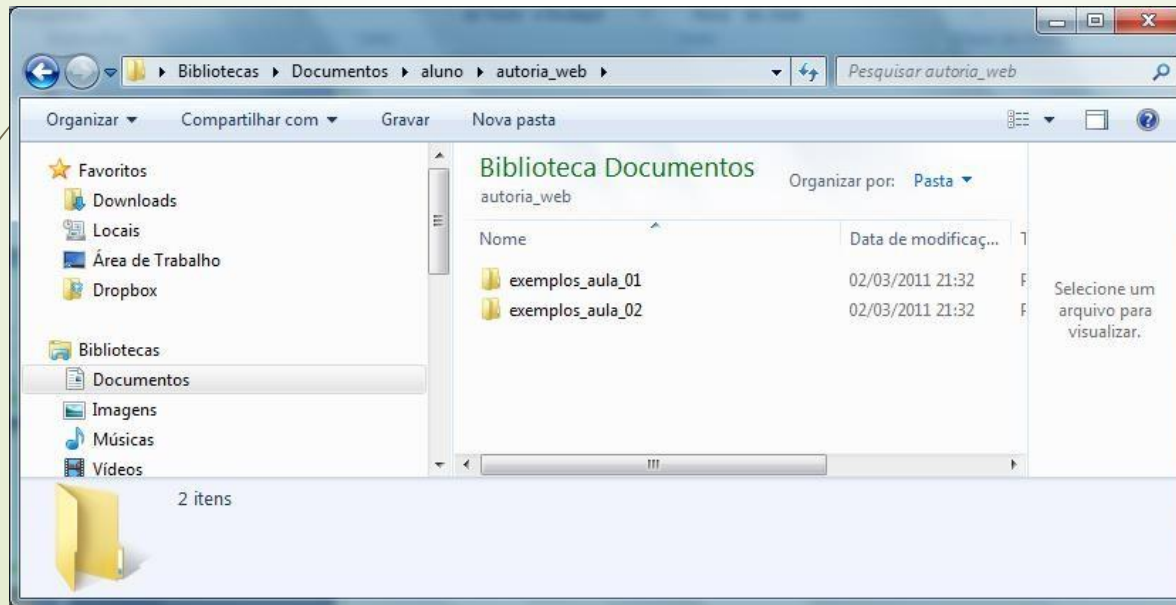 Bibliotecas ▸ Documentos ▸ aluno ▸ autoria_web ▸
Pesquisar autoria_web
Organizar Compartilhar com Gravar Nova pasta
Favoritos
Downloads
Locais
Área de Trabalho
Dropbox
Bibliotecas
Documentos
Imagens
Músicas
Vídeos
Biblioteca Documentos
autoria_web
Organizar por: Pasta
Nome Data de modificaç...
exemplos_aula_01 02/03/2011 21:32
exemplos_aula_02 02/03/2011 21:32
Selecione um
arquivo para
visualizar.
2 itens